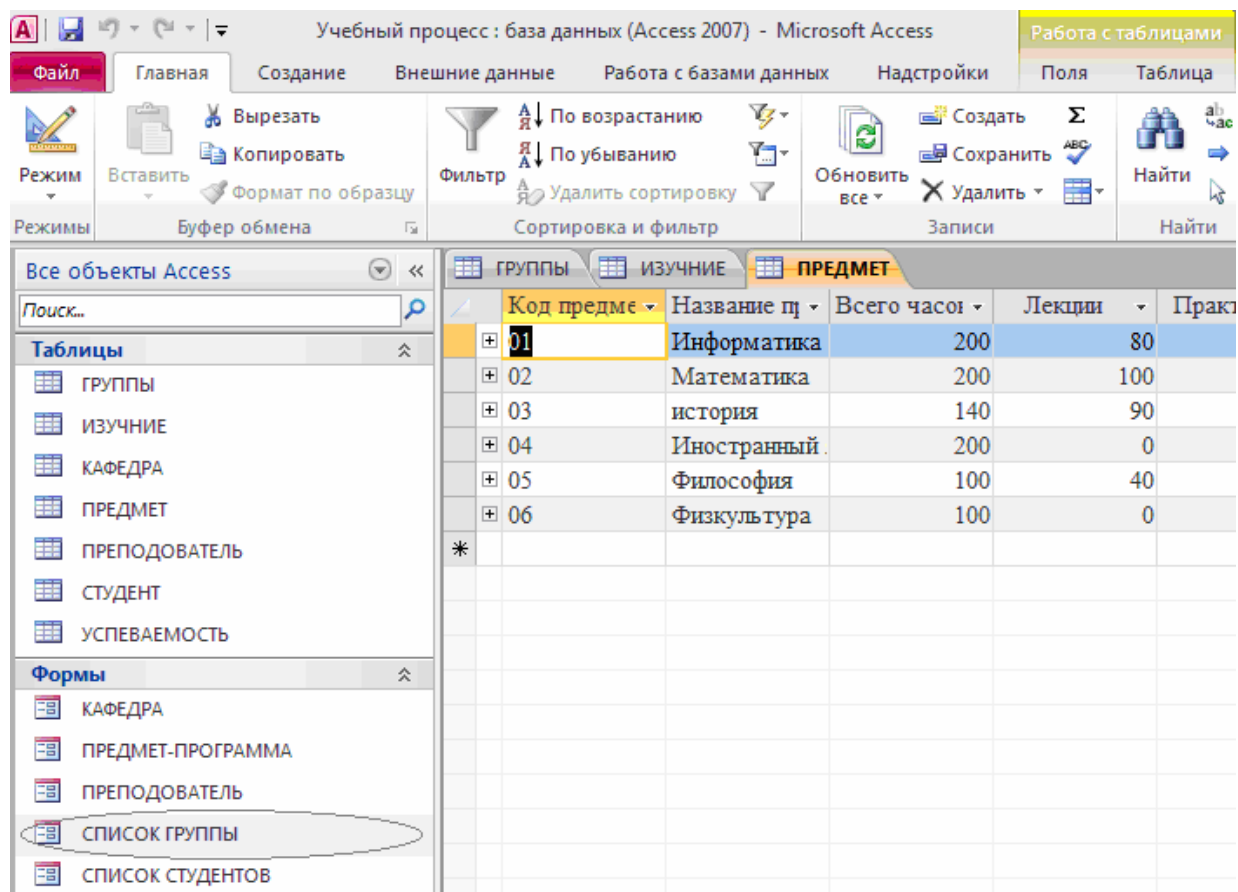 Учебный процесс : база данных (Access 2007) - Microsoft Access
Работа с таблицами
Файл Главная Создание Внешние данные Работа с базами данных Надстройки Поля Таблица
Режим
Вставить
Вырезать
Копировать
Формат по образцу
Фильтр
По возрастанию
По убыванию
Удалить сортировку
Обновить все
Создать
Сохранить
Удалить
Σ
ABC
Найти
ab
ac
Режимы Буфер обмена Сортировка и фильтр Записи Найти
Все объекты Access
Поиск...
Таблицы
ГРУППЫ
ИЗУЧНИЕ
КАФЕДРА
ПРЕДМЕТ
ПРЕПОДОВАТЕЛЬ
СТУДЕНТ
УСПЕВАЕМОСТЬ
Формы
КАФЕДРА
ПРЕДМЕТ-ПРОГРАММА
ПРЕПОДОВАТЕЛЬ
СПИСОК ГРУППЫ
СПИСОК СТУДЕНТОВ
ГРУППЫ ИЗУЧНИЕ ПРЕДМЕТ
Код предме Название п Всего часо Лекции Практ
01 Информатика 200 80
02 Математика 200 100
03 история 140 90
04 Иностранный 200 0
05 Философия 100 40
06 Физкультура 100 0